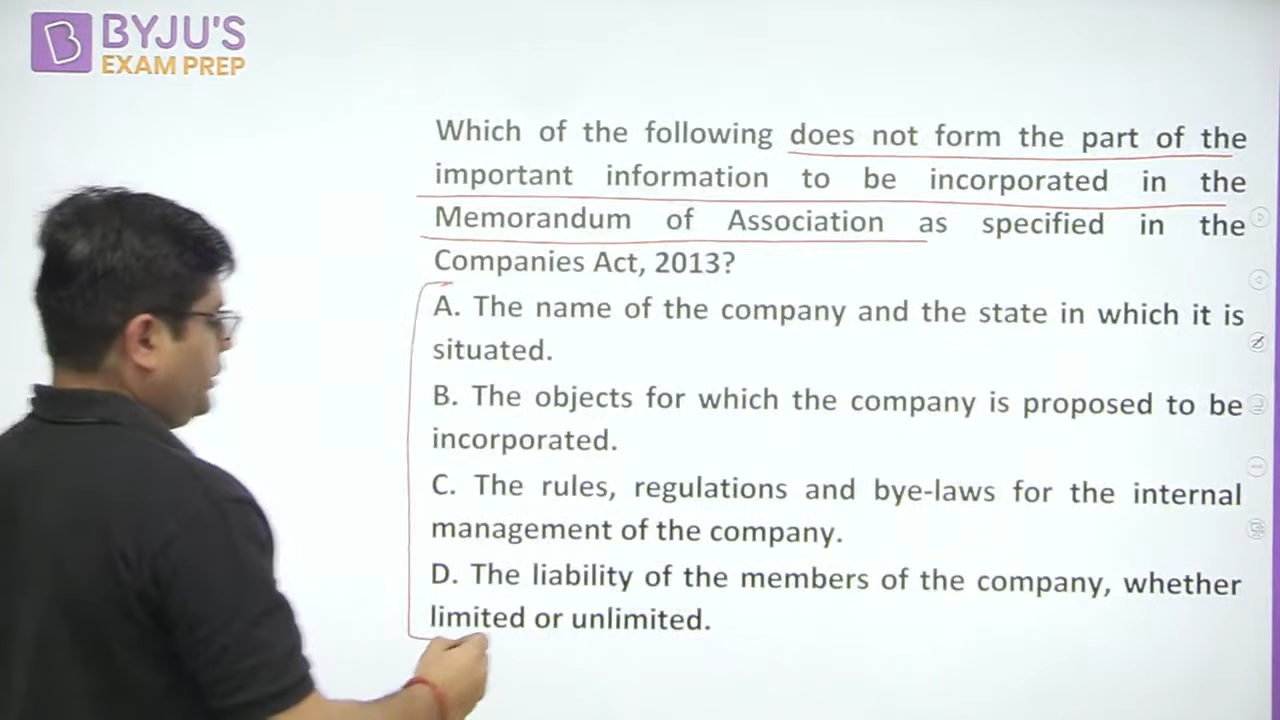 BYJU'S
EXAM PREP
Which of the following does not form the part of the
important information to be incorporated in the
Memorandum of Association as specified in the
Companies Act, 2013?
A. The name of the company and the state in which it is
situated.
B. The objects for which the company is proposed to be
incorporated.
C. The rules, regulations and bye-laws for the internal
management of the company.
D. The liability of the members of the company, whether
limited or unlimited.